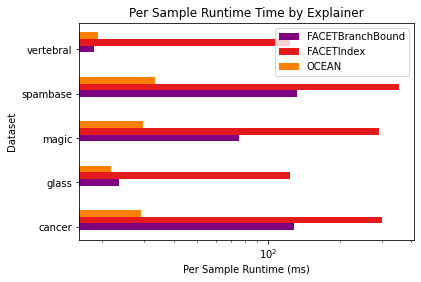 Per Sample Runtime Time by Explainer
FACETBranchBound
FACETIndex
OCEAN
vertebral
spambase
magic
glass
cancer
Dataset
10²
Per Sample Runtime (ms)